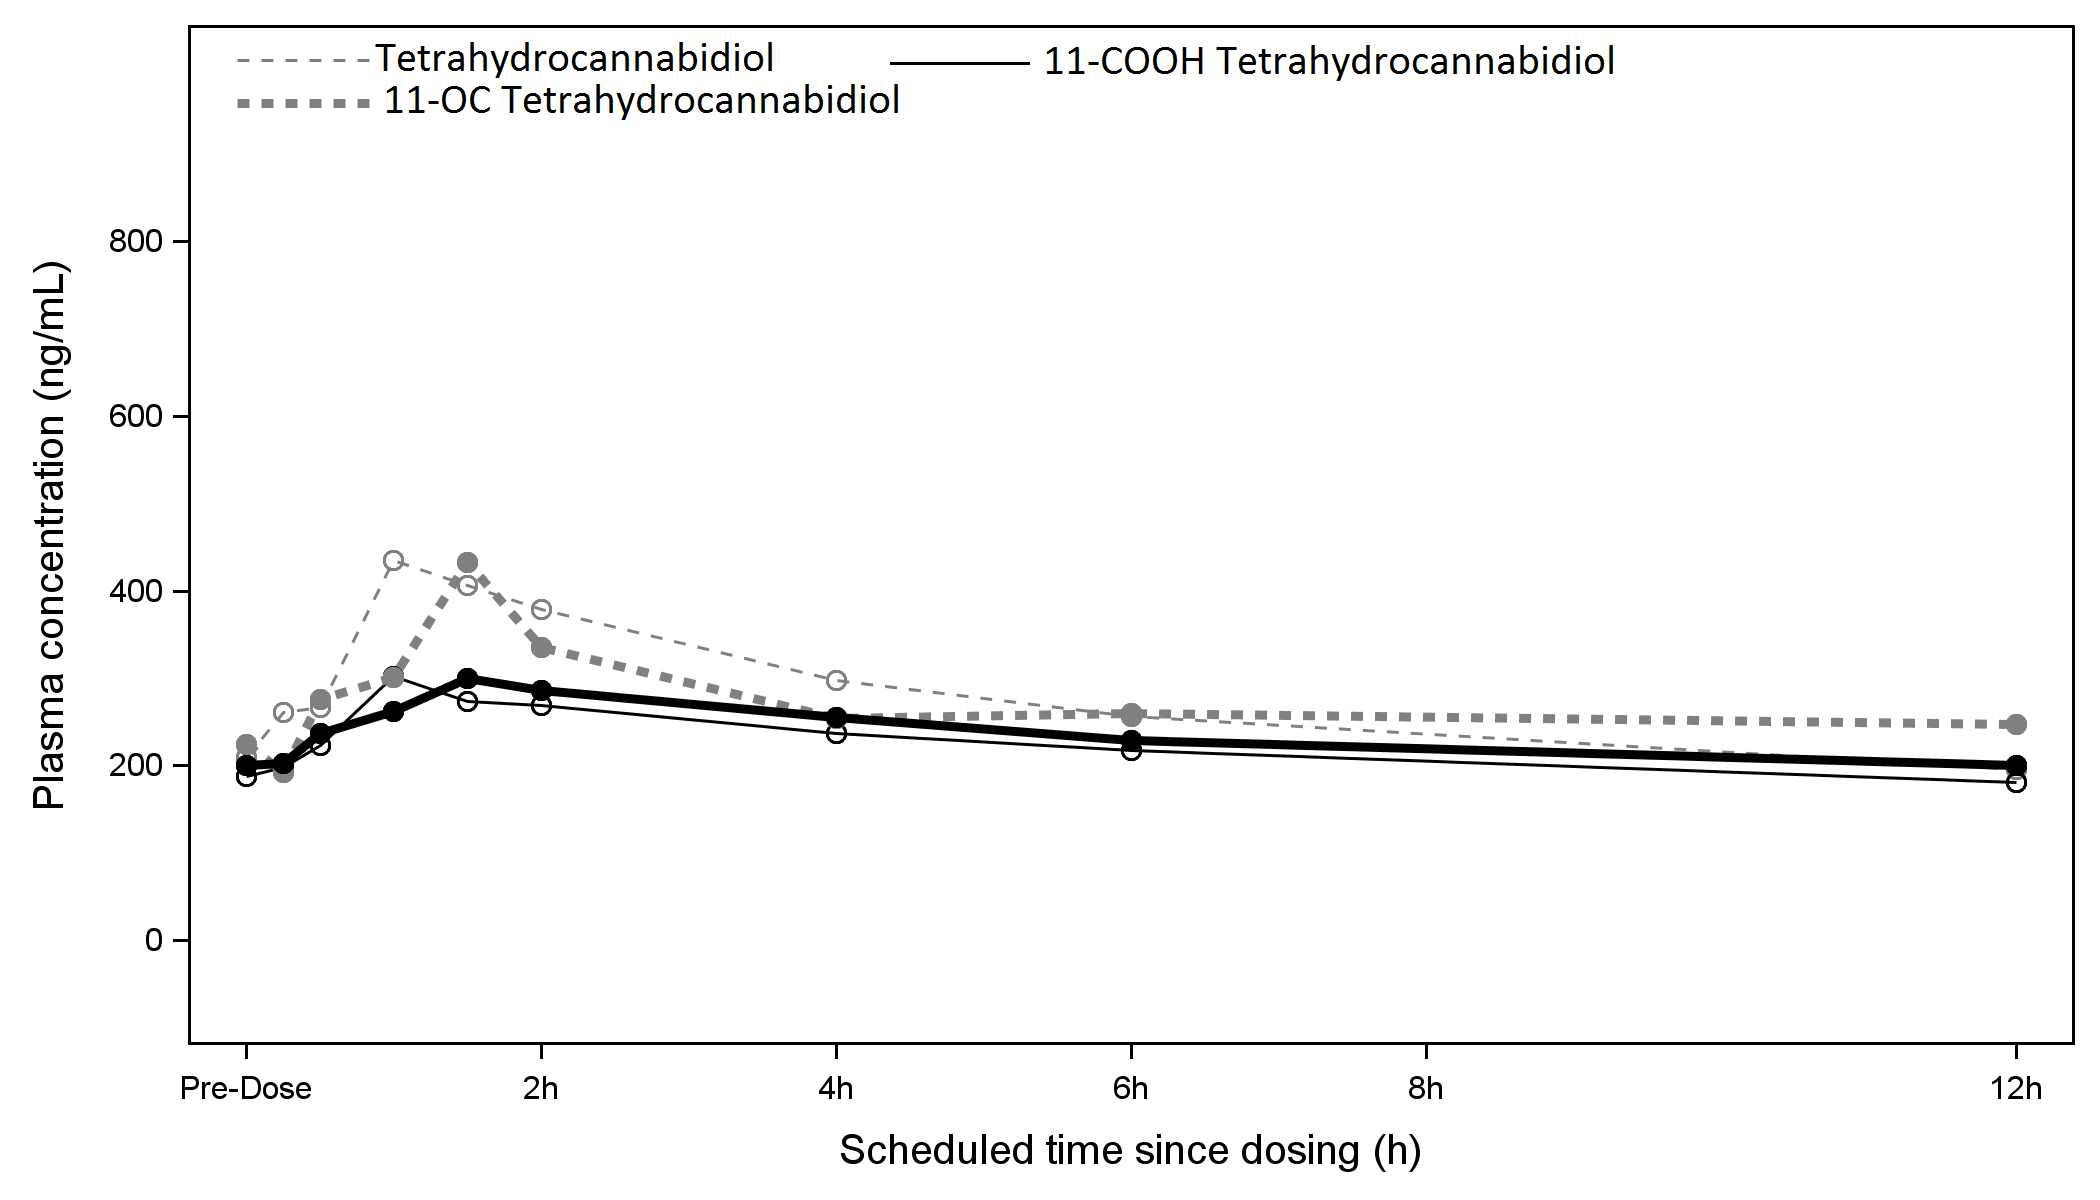 Tetrahydrocannabidiol
11-COOH Tetrahydrocannabidiol
11-OC Tetrahydrocannabidiol
Plasma concentration (ng/mL)
800
600
400
200
0
Pre-Dose 2h 4h 6h 8h 12h
Scheduled time since dosing (h)